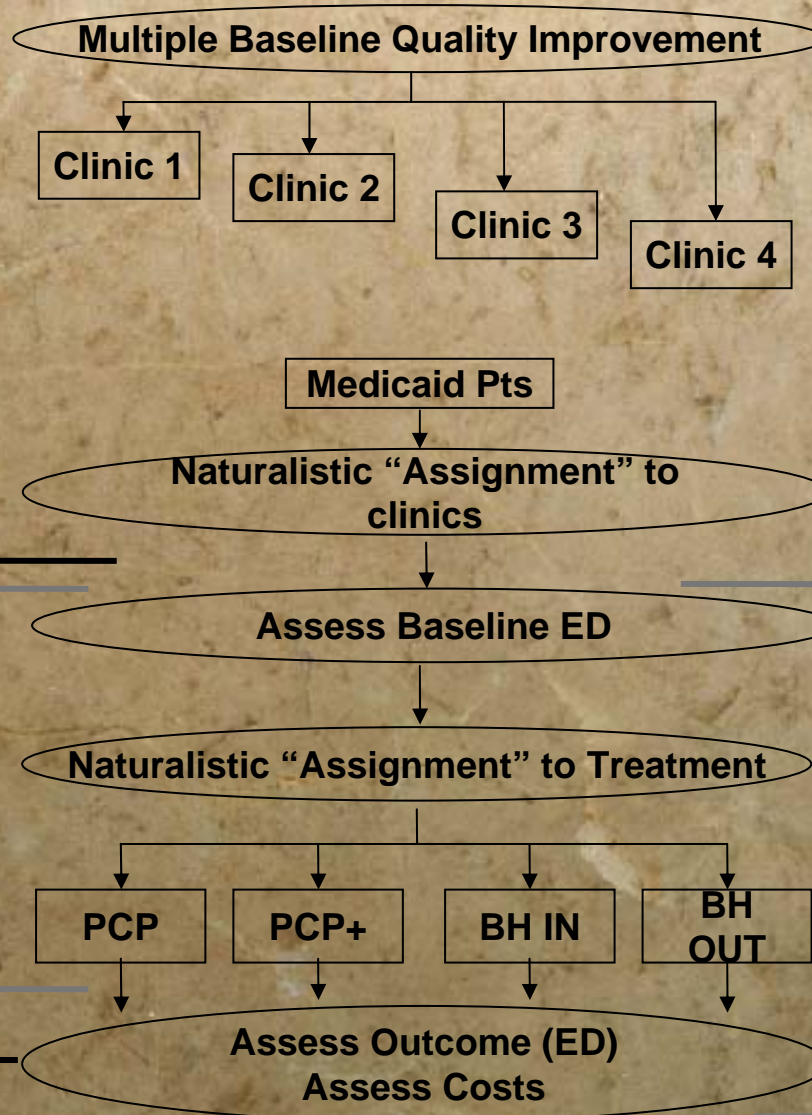 Multiple Baseline Quality Improvement
Clinic 1
Clinic 2
Clinic 3
Clinic 4
Medicaid Pts
Naturalistic “Assignment” to
clinics
Assess Baseline ED
Naturalistic “Assignment” to Treatment
PCP
PCP+
BH IN
BH
OUT
Assess Outcome (ED)
Assess Costs